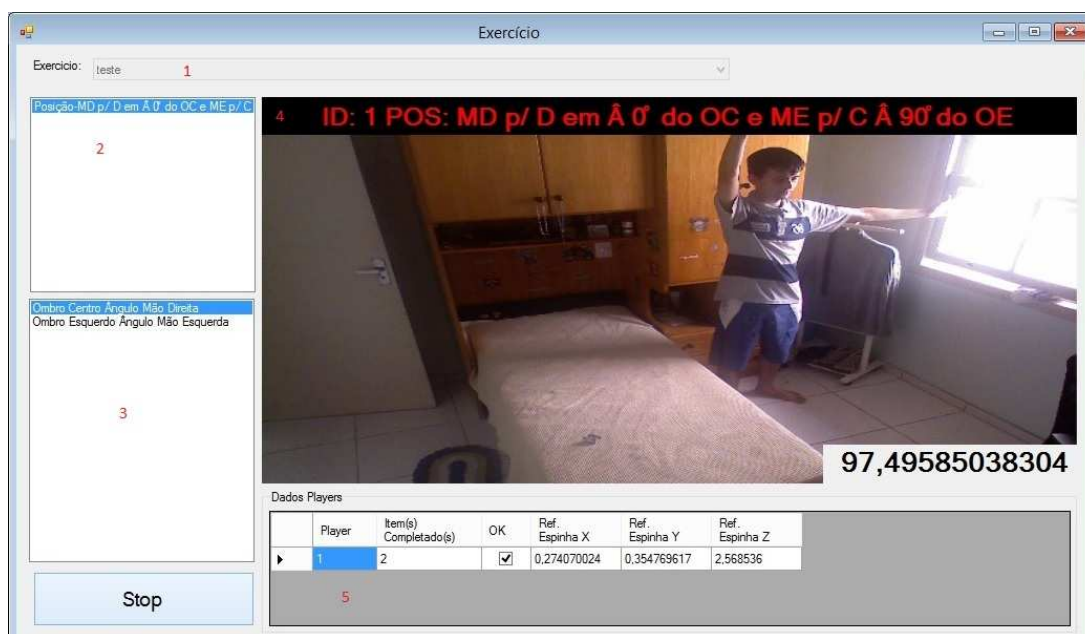 Exercício
Exercicio: teste 1
Posição-MD p/ D em Â 0º do OC e ME p/ C
2
4 ID: 1 POS: MD p/ D em Â 0º do OC e ME p/ C Â 90º do OE
Ombro Centro Ângulo Mão Direita
Ombro Esquerdo Ângulo Mão Esquerda
3
97,49585038304
Dados Players
Player Item(s) Completado(s) OK Ref. Espinha X Ref. Espinha Y Ref. Espinha Z
1 2 0,274070024 0,354769617 2,568536
5
Stop